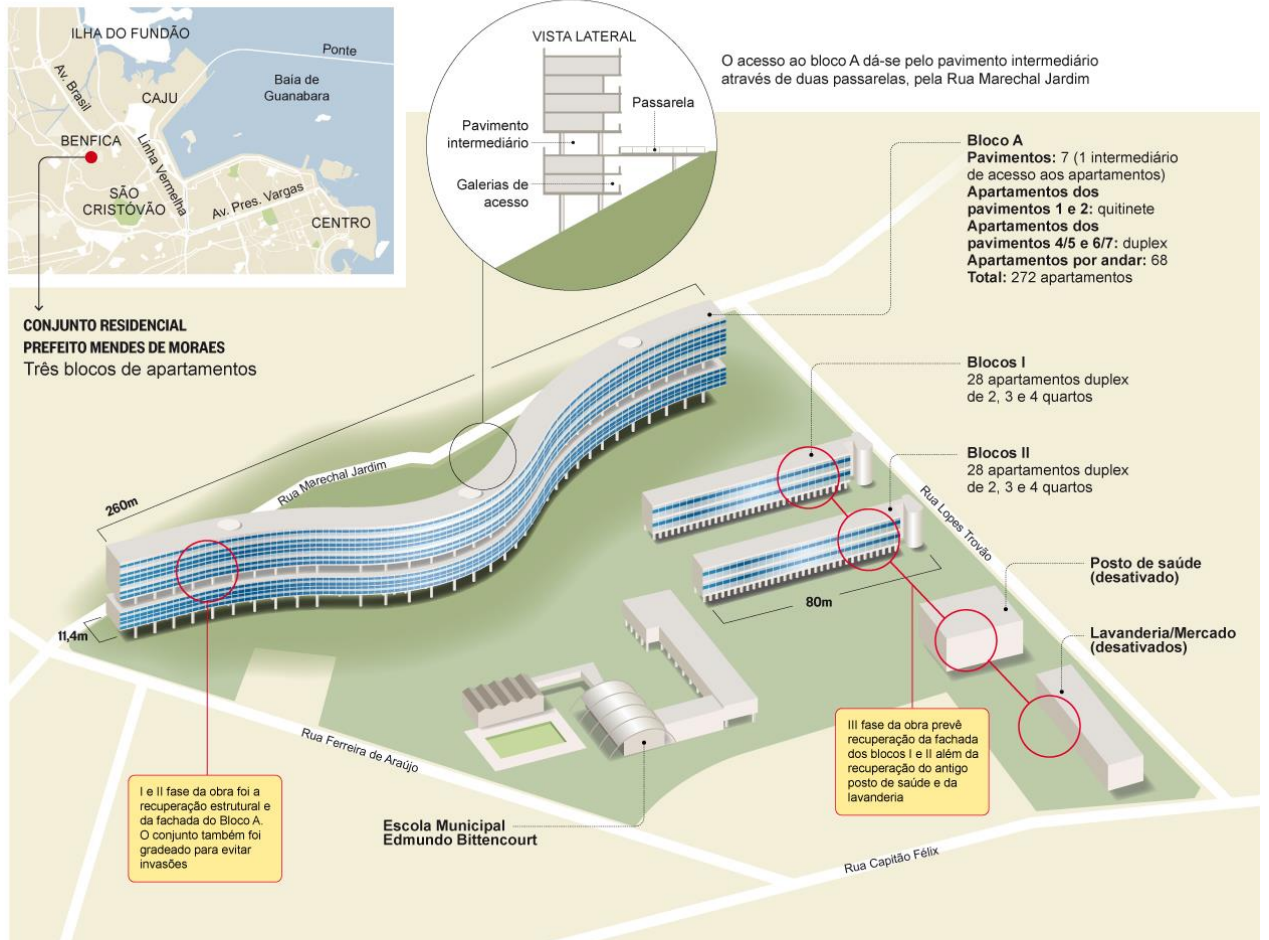 ILHA DO FUNDÃO
Ponte
Av. Brasil
Baia de
Guanabara
CAJU
BENFICA
Linha Vermelha
SÃO
CRISTÓVÃO
Av. Pres. Vargas
CENTRO
CONJUNTO RESIDENCIAL
PREFEITO MENDES DE MORAES
Três blocos de apartamentos
VISTA LATERAL
Passarela
Pavimento
intermediário
Galerias de
acesso
O acesso ao bloco A dá-se pelo pavimento intermediário
através de duas passarelas, pela Rua Marechal Jardim
Bloco A
Pavimentos: 7 (1 intermediário
de acesso aos apartamentos)
Apartamentos dos
pavimentos 1 e 2: quitinete
Apartamentos dos
pavimentos 4/5 e 6/7: duplex
Apartamentos por andar: 68
Total: 272 apartamentos
Blocos I
28 apartamentos duplex
de 2, 3 e 4 quartos
Blocos II
28 apartamentos duplex
de 2, 3 e 4 quartos
Rua Marechal Jardim
260m
Rua Lopes Trovão
Posto de saúde
(desativado)
80m
11,4m
Lavanderia/Mercado
(desativados)
Rua Ferreira de Araújo
III fase da obra prevê
recuperação da fachada
dos blocos I e II além da
recuperação do antigo
posto de saúde e da
lavanderia
I e II fase da obra foi a
recuperação estrutural e
da fachada do Bloco A.
O conjunto também foi
gradeado para evitar
invasões
Escola Municipal
Edmundo Bittencourt
Rua Capitão Félix